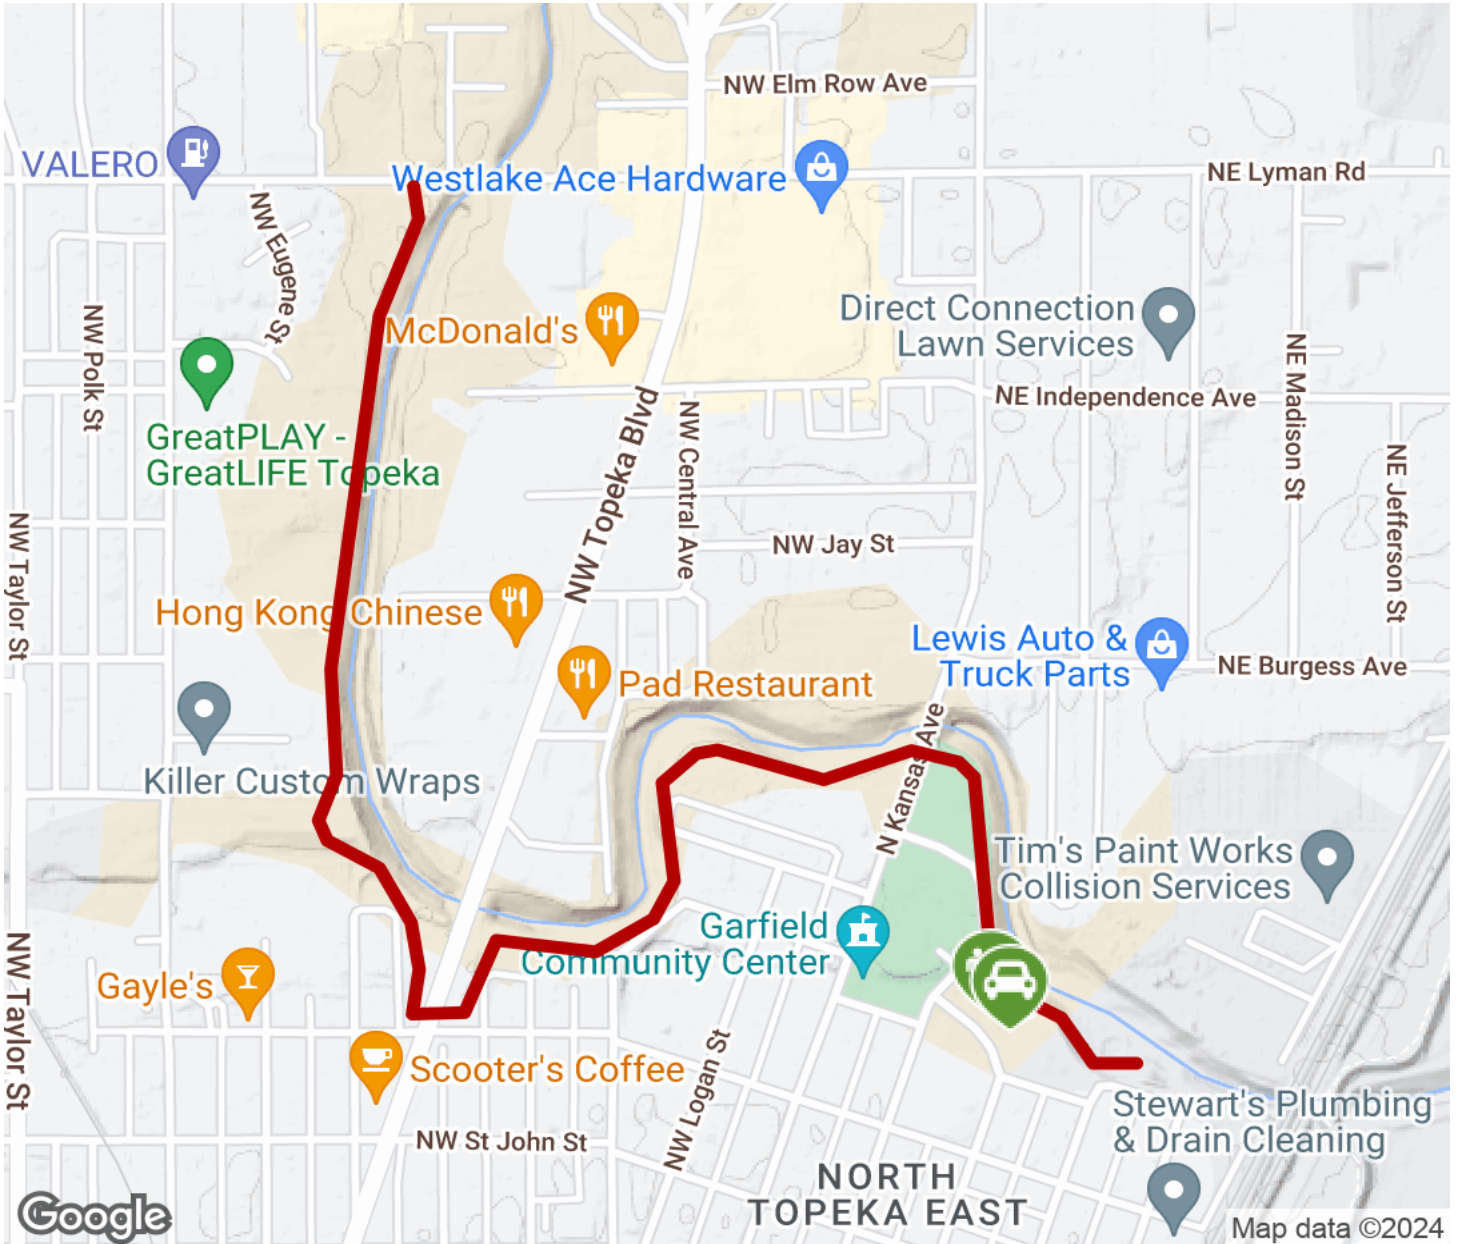 NW Elm Row Ave
VALERO
Westlake Ace Hardware
NE Lyman Rd
NW Eugene St
NW Polk St
McDonald's
Direct Connection
Lawn Services
NE Independence Ave
NE Madison St
NW Topeka Blvd
NW Central Ave
GreatPLAY -
GreatLIFE Topeka
NE Jefferson St
NW Taylor St
NW Jay St
Hong Kong Chinese
Lewis Auto &
Truck Parts
NE Burgess Ave
Pad Restaurant
N Kansas Ave
Killer Custom Wraps
Tim's Paint Works
Collision Services
Garfield
Community Center
NW Taylor St
Gayle's
Scooter's Coffee
NW Logan St
Stewart's Plumbing
& Drain Cleaning
NW St John St
NORTH
TOPEKA EAST
Google
Map data ©2024